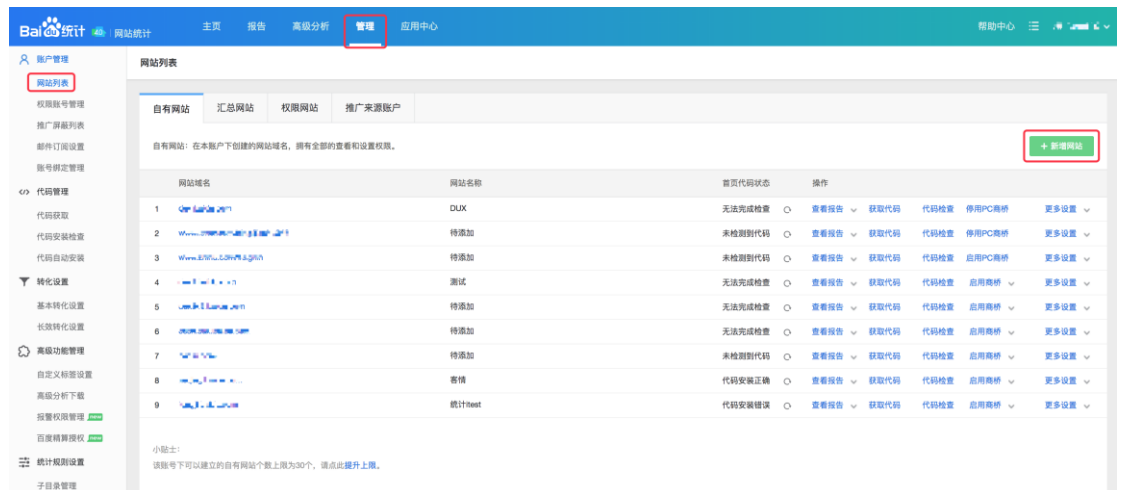 Bai du 统计 网站统计 主页 报告 高级分析 管理 应用中心 帮助中心
账户管理
网站列表
权限账号管理
推广屏蔽列表
邮件订阅设置
账号绑定管理
代码管理
代码获取
代码安装检查
代码自动安装
转化设置
基本转化设置
长效转化设置
高级功能管理
自定义标签设置
高级分析下载
报警权限管理 new
百度精算授权 new
统计规则设置
子目录管理
网站列表
自有网站 汇总网站 权限网站 推广来源账户
自有网站：在本账户下创建的网站域名，拥有全部的查看和设置权限。
+ 新增网站
网站域名 网站名称 首页代码状态 操作
1 DUX 无法完成检查 查看报告 获取代码 代码检查 停用PC商桥 更多设置
2 待添加 未检测到代码 查看报告 获取代码 代码检查 停用PC商桥 更多设置
3 待添加 未检测到代码 查看报告 获取代码 代码检查 启用PC商桥 更多设置
4 测试 无法完成检查 查看报告 获取代码 代码检查 启用商桥 更多设置
5 待添加 无法完成检查 查看报告 获取代码 代码检查 启用商桥 更多设置
6 待添加 无法完成检查 查看报告 获取代码 代码检查 启用商桥 更多设置
7 待添加 未检测到代码 查看报告 获取代码 代码检查 启用商桥 更多设置
8 客情 代码安装正确 查看报告 获取代码 代码检查 启用商桥 更多设置
9 统计itest 代码安装错误 查看报告 获取代码 代码检查 启用商桥 更多设置
小贴士：
该账号下可以建立的自有网站个数上限为30个，请点此提升上限。